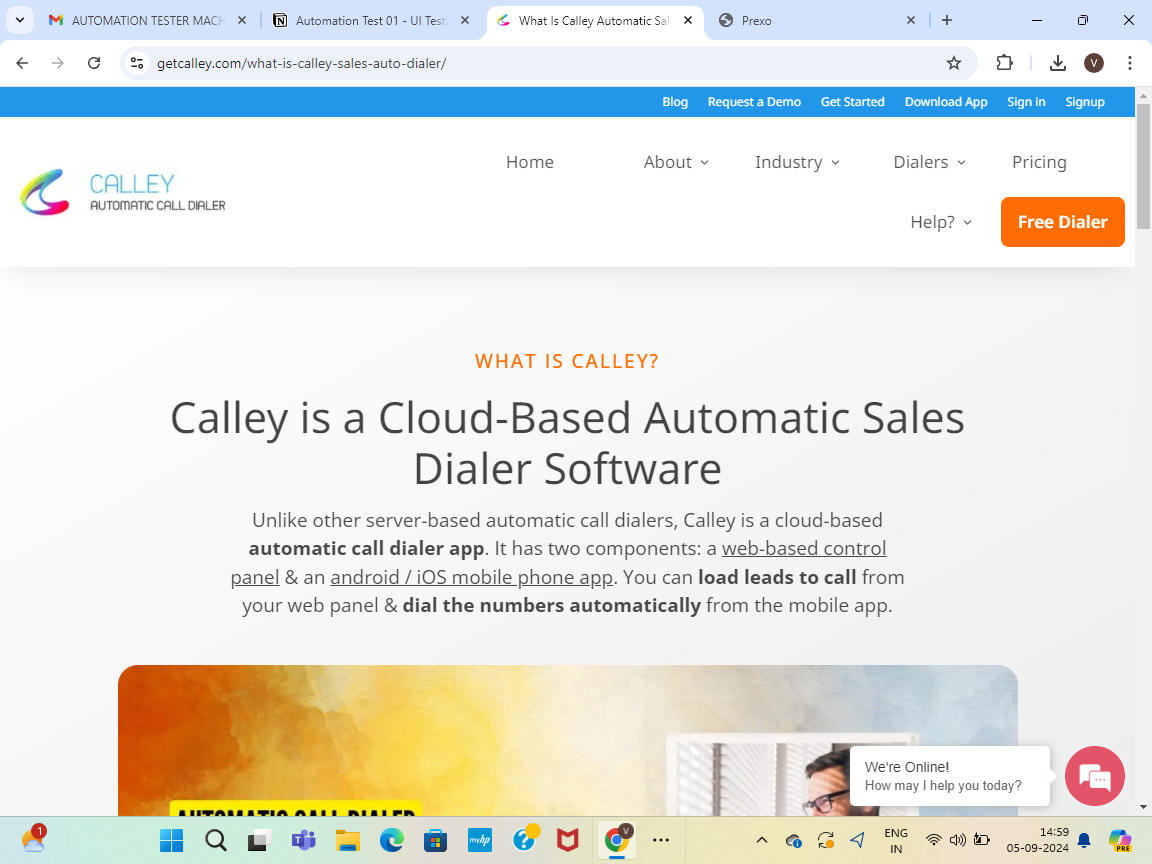 AUTOMATION TESTER MACH
Automation Test 01 - UI Test
What Is Calley Automatic Sal
Prexo
getcalley.com/what-is-calley-sales-auto-dialer/
V
Blog
Request a Demo
Get Started
Download App
Sign in
Signup
Home
About
Industry
Dialers
Pricing
CALLEY
AUTOMATIC CALL DIALER
Help?
Free Dialer
WHAT IS CALLEY?
Calley is a Cloud-Based Automatic Sales
Dialer Software
Unlike other server-based automatic call dialers, Calley is a cloud-based
automatic call dialer app. It has two components: a web-based control
panel & an android / iOS mobile phone app. You can load leads to call from
your web panel & dial the numbers automatically from the mobile app.
AUTOMATIC CALL DIALER
We're Online!
How may I help you today?
1
myhp
V
ENG
IN
14:59
05-09-2024
PRE